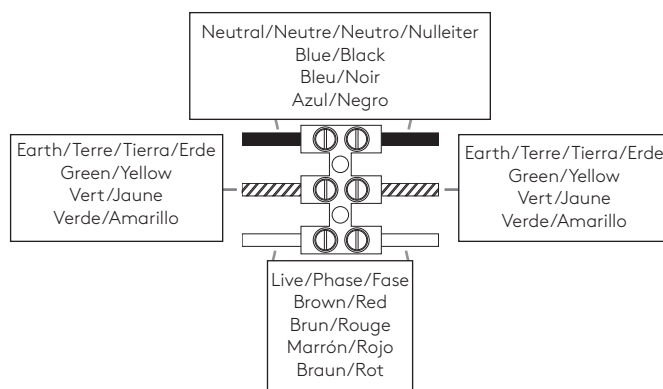 Neutral/Neutre/Neutro/Nulleiter
Blue/Black
Bleu/Noir
Azul/Negro
Earth/Terre/Tierra/Erde
Green/Yellow
Vert/Jaune
Verde/Amarillo
Earth/Terre/Tierra/Erde
Green/Yellow
Vert/Jaune
Verde/Amarillo
Live/Phase/Fase
Brown/Red
Brun/Rouge
Marrón/Rojo
Braun/Rot